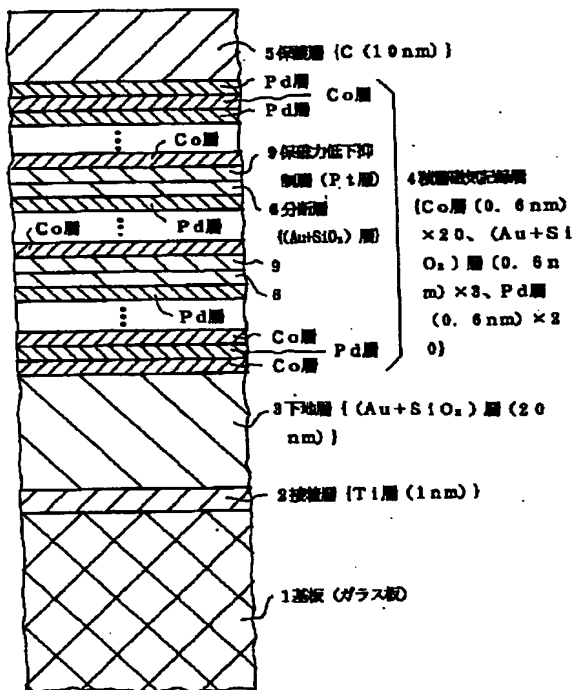 5保護層{C(10nm)}
Pd層
Co層
Pd層
Co層
9保磁力低下抑
制層(Pt層)
6分断層
{(Au+SiO₂)層}
Pd層
Co層
9
6
Pd層
Co層
Pd層
Co層
4積層磁気記録層
{Co層(0.6nm)
×20、(Au+Si
O₂)層(0.6n
m)×3、Pd層
(0.6nm)×2
0}
3下地層{(Au+SiO₂)層(20
nm)}
2接着層{Ti層(1nm)}
1基板(ガラス板)